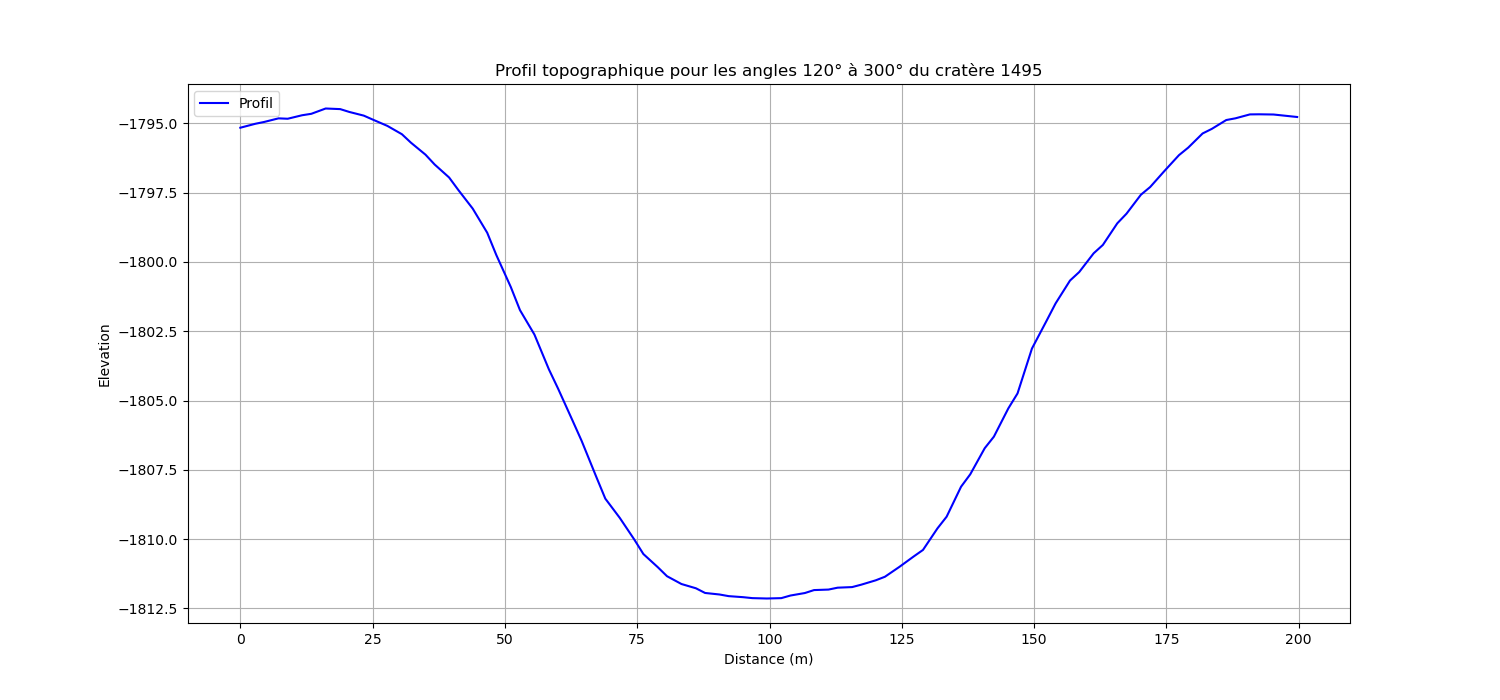 Profil topographique pour les angles 120° à 300° du cratère 1495
Profil
−1795.0
−1797.5
−1800.0
−1802.5
−1805.0
−1807.5
−1810.0
−1812.5
Elevation
0 25 50 75 100 125 150 175 200
Distance (m)